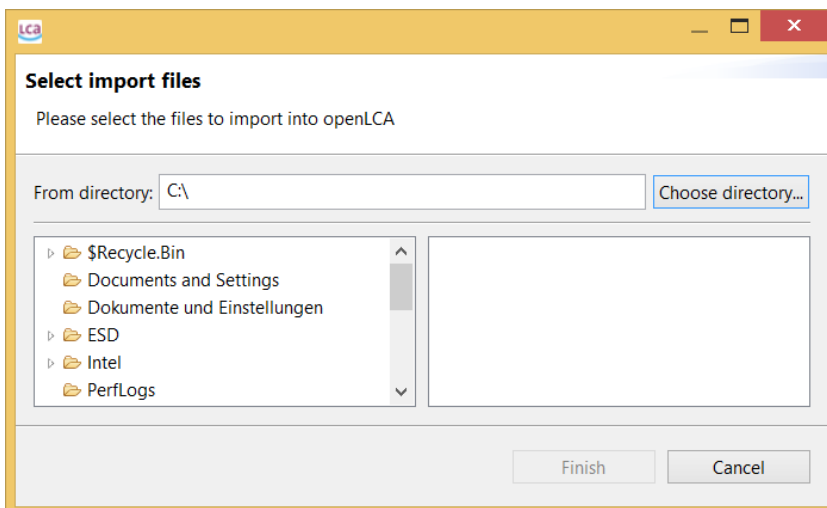 LCa
Select import files
Please select the files to import into openLCA
From directory: C:\ Choose directory...
$Recycle.Bin
Documents and Settings
Dokumente und Einstellungen
ESD
Intel
PerfLogs
Finish Cancel